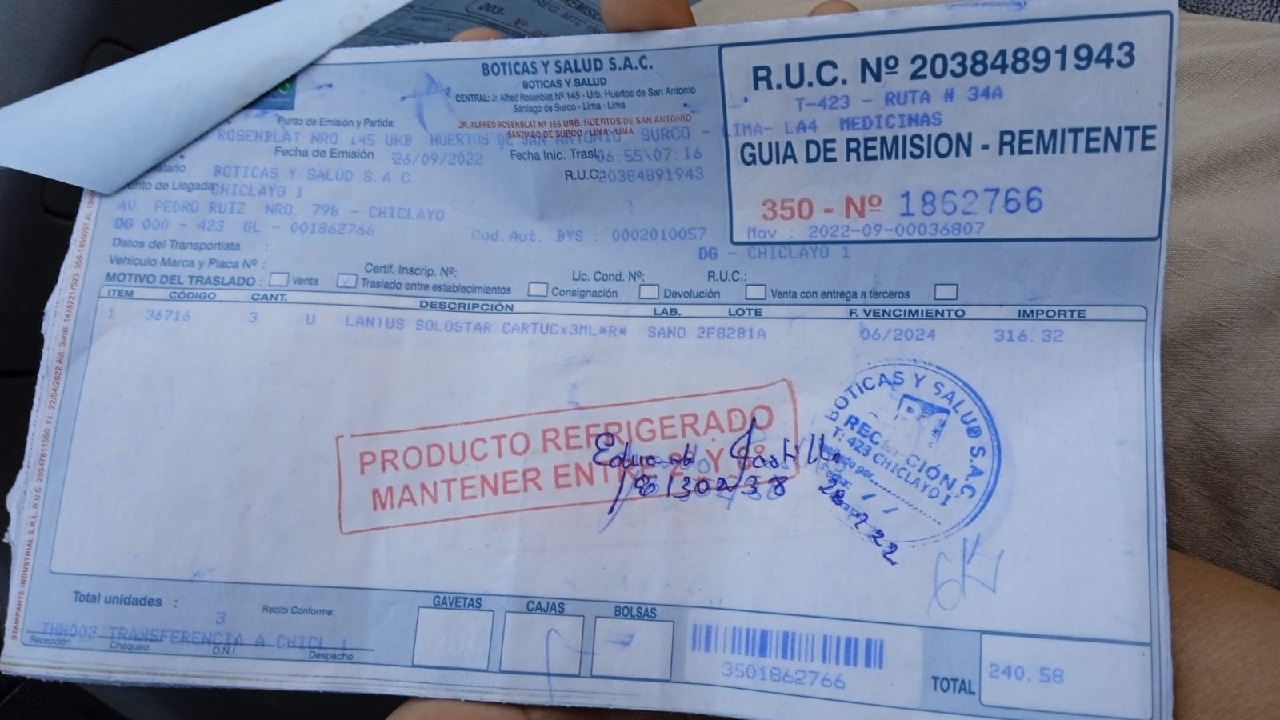 BOTICAS Y SALUD S.A.C.
BOTICAS Y SALUD
CENTRAL: Jr. Alfred Rosenblat Nº 145 - Urb. Huertos de San Antonio
Santiago de Surco - Lima - Lima
JR. ALFRED ROSENBLAT Nº 165 URB. HUERTOS DE SAN ANTONIO
SANTIAGO DE SURCO - LIMA - LIMA
R.U.C. Nº 20384891943
T-423 - RUTA # 34A
LIMA- LA4 MEDICINAS
GUIA DE REMISION - REMITENTE
350 - Nº 1862766
Mov : 2022-09-00036807
Punto de Emisión y Partida:
ROSENBLAT NRO. 145 URB HUERTOS DE SAN ANTONIO SURCO -
Fecha de Emisión 26/09/2022 Fecha Inic. Trasl 16:55\07:16
BOTICAS Y SALUD S.A.C. R.U.C. 20384891943
Punto de Llegada CHICLAYO 1
AV. PEDRO RUIZ NRO. 798 - CHICLAYO
DG 000 - 423 GL - 001862766 Cod. Aut. BYS : 0002010057
DG - CHICLAYO 1
Datos del Transportista :
Vehículo Marca y Placa Nº : Certif. Inscrip. Nº: Lic. Cond. Nº: R.U.C.:
MOTIVO DEL TRASLADO : Venta Traslado entre establecimientos Consignación Devolución Venta con entrega a terceros
ITEM CÓDIGO CANT. DESCRIPCIÓN LAB. LOTE F. VENCIMIENTO IMPORTE
1 36716 3 U LANTUS SOLOSTAR CARTUCx3ML*R* SANO 2F8281A 06/2024 316.32
PRODUCTO REFRIGERADO
MANTENER ENTRE Y 8°
BOTICAS Y SALUD S.A.C
RECEPCIÓN
T: 423 CHICLAYO 1
Total unidades : 3
Recibí Conforme:
TRANSFERENCIA A CHICL 1
Recepción Chequeo D.N.I. Despacho
GAVETAS CAJAS BOLSAS
3501862766
TOTAL 240.58